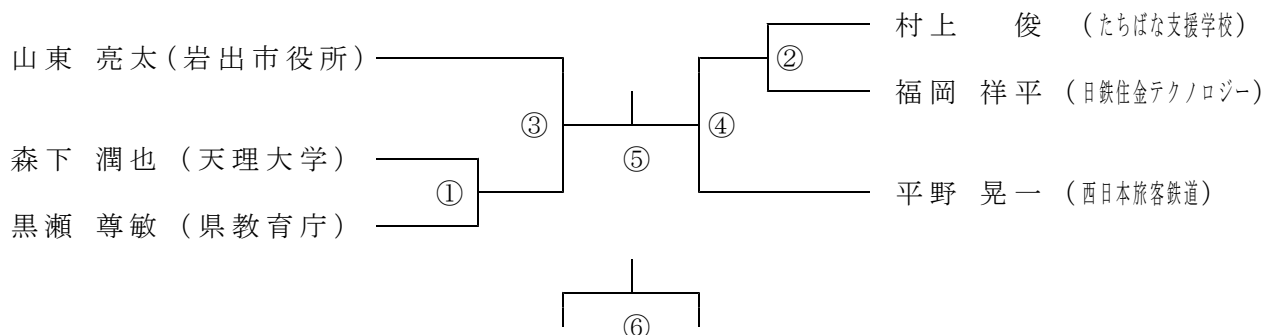 山東 亮太(岩出市役所)
③
森下 潤也 (天理大学)
①
黒瀬 尊敏 (県教育庁)
⑤
村上 俊 (たちばな支援学校)
②
福岡 祥平 (日鉄住金テクノロジー)
④
平野 晃一 (西日本旅客鉄道)
⑥